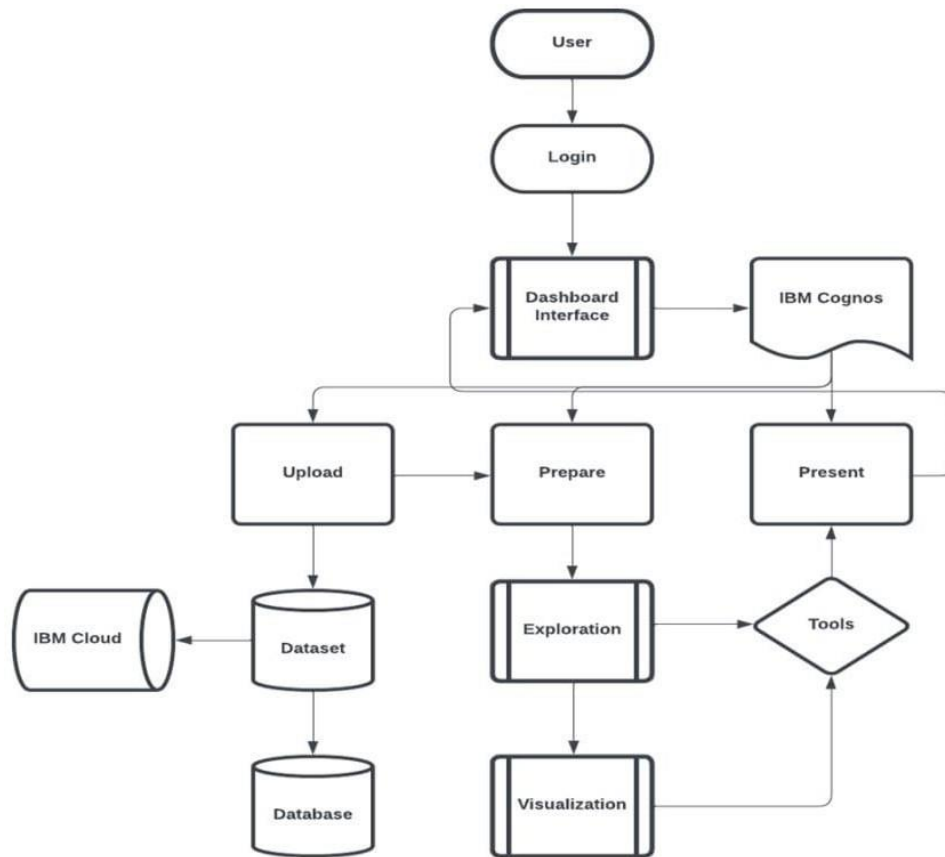 User
Login
Dashboard
Interface
IBM Cognos
Upload
Prepare
Present
IBM Cloud
Dataset
Exploration
Tools
Database
Visualization